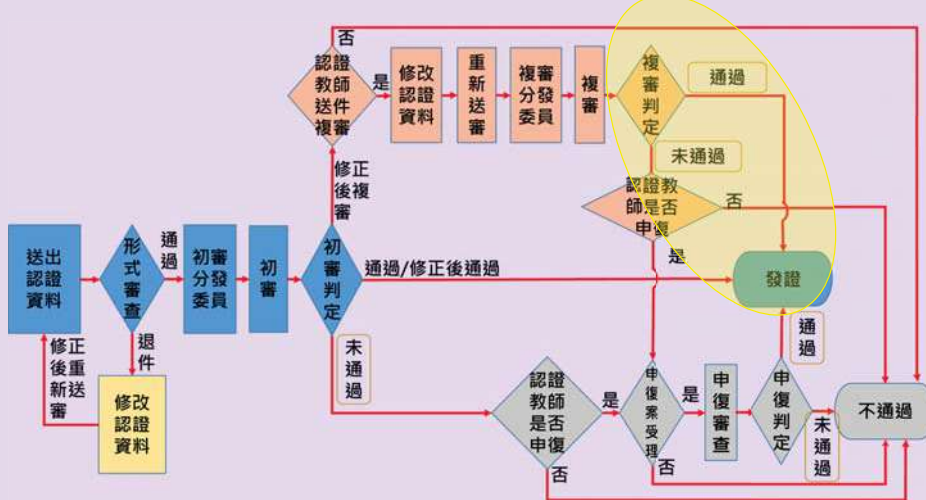 否
認證
教師
送件
複審
是
修改
認證
資料
重
新
送
審
複審
分發
委員
複
審
複
審
判
定
通過
未通過
認證教
師是否
申復
否
是
修正
後複
審
送出
認證
資料
形
式
審
查
通
過
初審
分發
委員
初
審
初
審
判
定
通過/修正後通過
發證
修正
後重
新送
審
退
件
修改
認證
資料
未
通
過
認證
教師
是否
申復
是
否
申
復
案
受
理
是
否
申
復
審
查
申
復
判
定
通
過
未
通
過
不通過